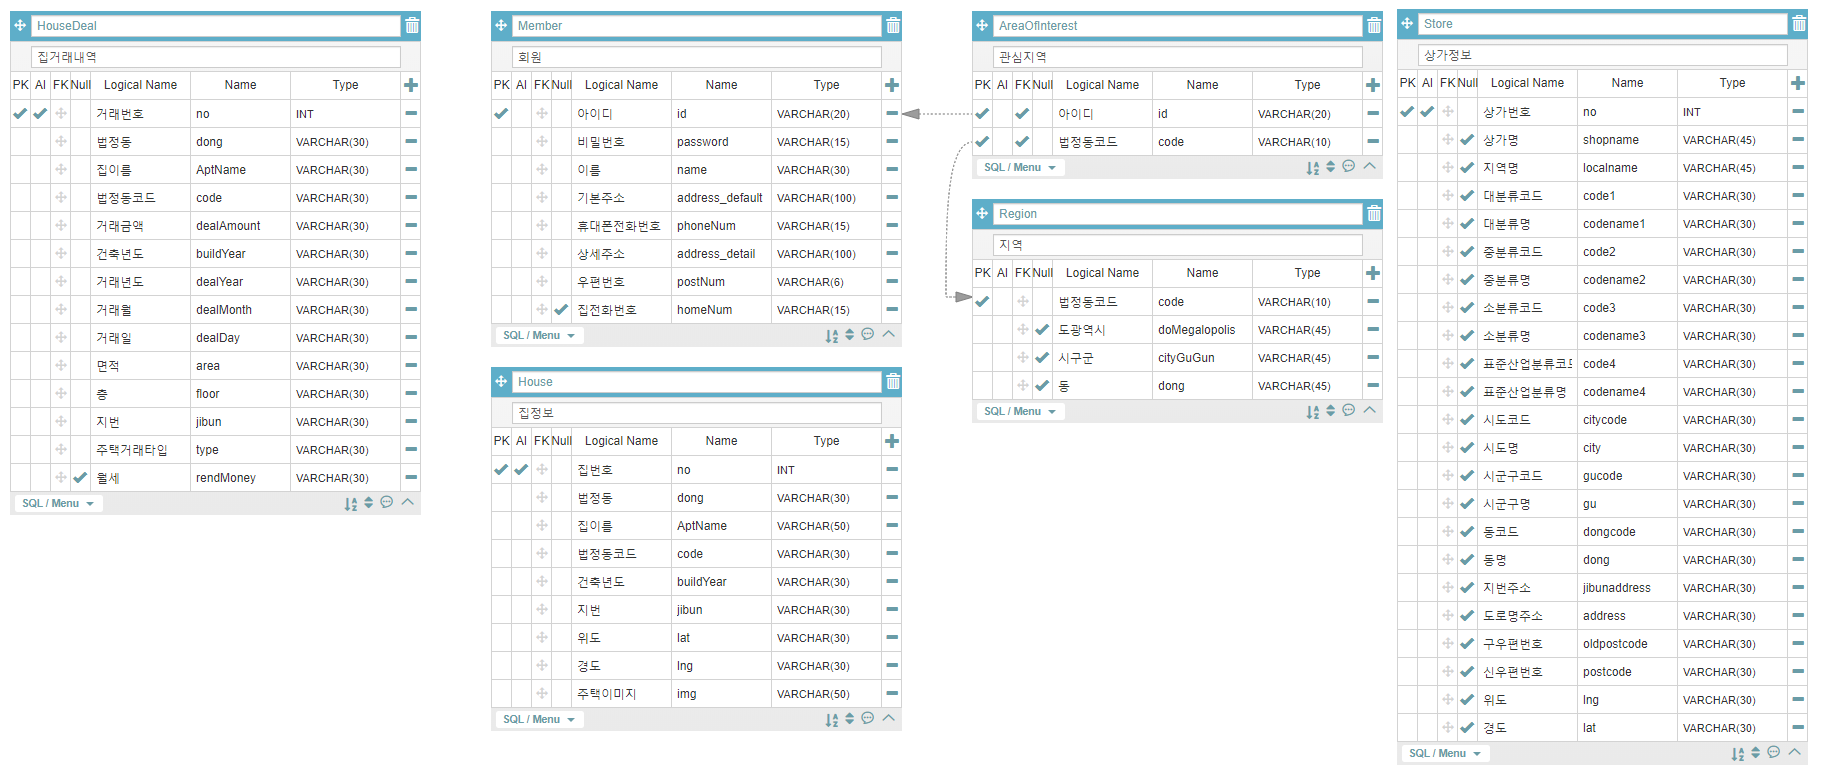 HouseDeal
집거래내역
PK AI FK Null Logical Name Name Type
거래번호 no INT
법정동 dong VARCHAR(30)
집이름 AptName VARCHAR(30)
법정동코드 code VARCHAR(30)
거래금액 dealAmount VARCHAR(30)
건축년도 buildYear VARCHAR(30)
거래년도 dealYear VARCHAR(30)
거래월 dealMonth VARCHAR(30)
거래일 dealDay VARCHAR(30)
면적 area VARCHAR(30)
층 floor VARCHAR(30)
지번 jibun VARCHAR(30)
주택거래타입 type VARCHAR(30)
월세 rendMoney VARCHAR(30)
SQL / Menu
Member
회원
PK AI FK Null Logical Name Name Type
아이디 id VARCHAR(20)
비밀번호 password VARCHAR(15)
이름 name VARCHAR(30)
기본주소 address_default VARCHAR(100)
휴대폰전화번호 phoneNum VARCHAR(15)
상세주소 address_detail VARCHAR(100)
우편번호 postNum VARCHAR(6)
집전화번호 homeNum VARCHAR(15)
SQL / Menu
House
집정보
PK AI FK Null Logical Name Name Type
집번호 no INT
법정동 dong VARCHAR(30)
집이름 AptName VARCHAR(50)
법정동코드 code VARCHAR(30)
건축년도 buildYear VARCHAR(30)
지번 jibun VARCHAR(30)
위도 lat VARCHAR(30)
경도 lng VARCHAR(30)
주택이미지 img VARCHAR(50)
SQL / Menu
AreaOfInterest
관심지역
PK AI FK Null Logical Name Name Type
아이디 id VARCHAR(20)
법정동코드 code VARCHAR(10)
SQL / Menu
Region
지역
PK AI FK Null Logical Name Name Type
법정동코드 code VARCHAR(10)
도광역시 doMegalopolis VARCHAR(45)
시구군 cityGuGun VARCHAR(45)
동 dong VARCHAR(45)
SQL / Menu
Store
상가정보
PK AI FK Null Logical Name Name Type
상가번호 no INT
상가명 shopname VARCHAR(45)
지역명 localname VARCHAR(45)
대분류코드 code1 VARCHAR(30)
대분류명 codename1 VARCHAR(30)
중분류코드 code2 VARCHAR(30)
중분류명 codename2 VARCHAR(30)
소분류코드 code3 VARCHAR(30)
소분류명 codename3 VARCHAR(30)
표준산업분류코드 code4 VARCHAR(30)
표준산업분류명 codename4 VARCHAR(30)
시도코드 citycode VARCHAR(30)
시도명 city VARCHAR(30)
시군구코드 gucode VARCHAR(30)
시군구명 gu VARCHAR(30)
동코드 dongcode VARCHAR(30)
동명 dong VARCHAR(30)
지번주소 jibunaddress VARCHAR(30)
도로명주소 address VARCHAR(30)
구우편번호 oldpostcode VARCHAR(30)
신우편번호 postcode VARCHAR(30)
위도 lng VARCHAR(30)
경도 lat VARCHAR(30)
SQL / Menu